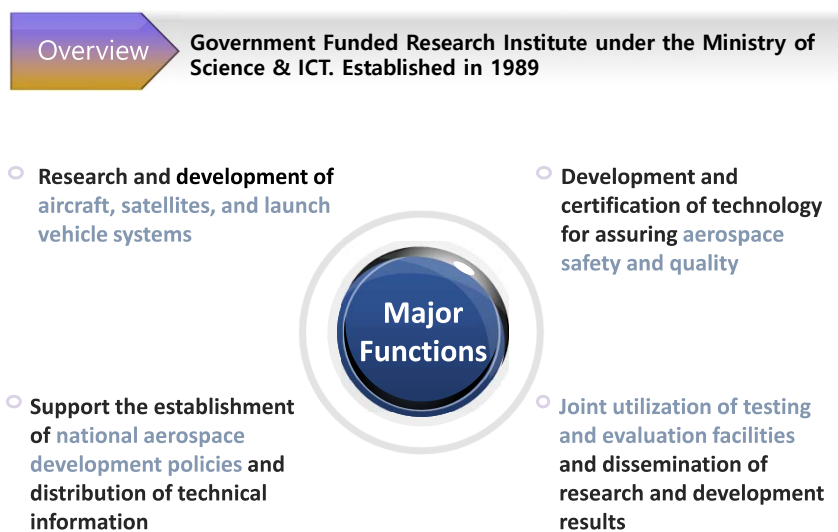 Overview
Government Funded Research Institute under the Ministry of
Science & ICT. Established in 1989
Research and development of
aircraft, satellites, and launch
vehicle systems
Development and
certification of technology
for assuring aerospace
safety and quality
Major
Functions
Support the establishment
of national aerospace
development policies and
distribution of technical
information
Joint utilization of testing
and evaluation facilities
and dissemination of
research and development
results